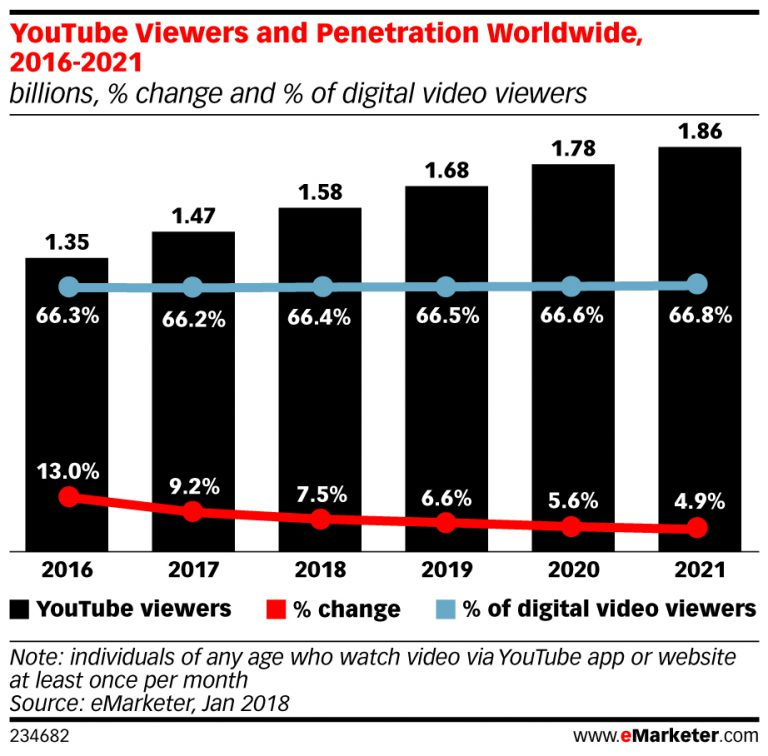 YouTube Viewers and Penetration Worldwide,
2016-2021
billions, % change and % of digital video viewers
1.35 1.47 1.58 1.68 1.78 1.86
66.3% 66.2% 66.4% 66.5% 66.6% 66.8%
13.0% 9.2% 7.5% 6.6% 5.6% 4.9%
2016 2017 2018 2019 2020 2021
YouTube viewers % change % of digital video viewers
Note: individuals of any age who watch video via YouTube app or website
at least once per month
Source: eMarketer, Jan 2018
234682 www.eMarketer.com